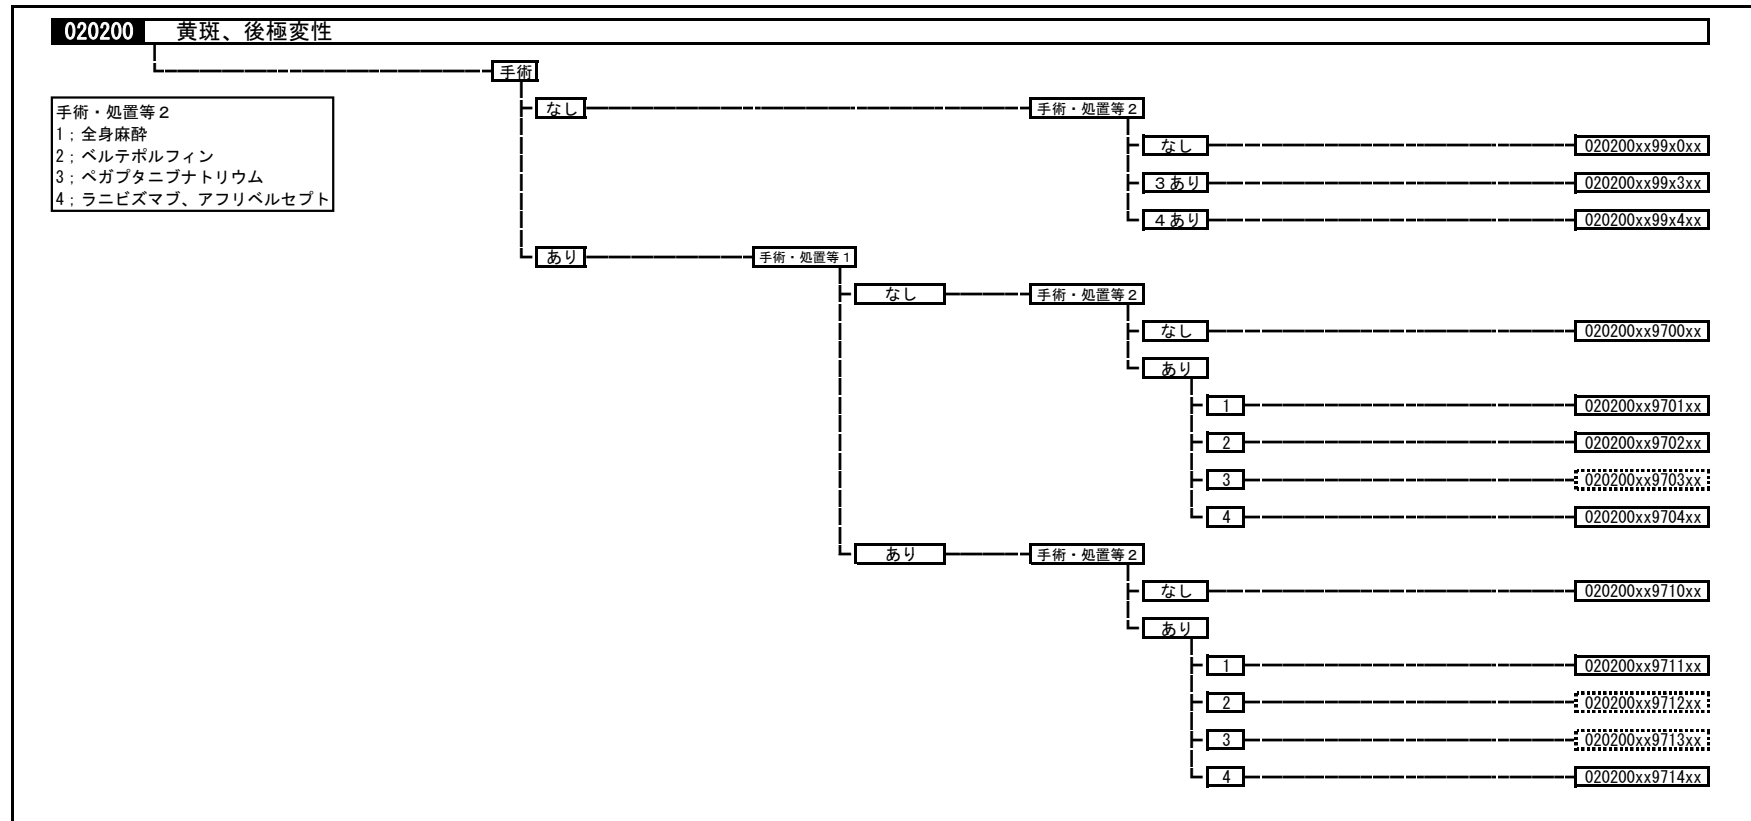 020200 黄斑、後極変性
手術
手術・処置等２
1；全身麻酔
2；ベルテポルフィン
3；ペガプタニブナトリウム
4；ラニビズマブ、アフリベルセプト
なし 手術・処置等２
なし 020200xx99x0xx
３あり 020200xx99x3xx
４あり 020200xx99x4xx
あり 手術・処置等１
なし 手術・処置等２
なし 020200xx9700xx
あり
1 020200xx9701xx
2 020200xx9702xx
3 020200xx9703xx
4 020200xx9704xx
あり 手術・処置等２
なし 020200xx9710xx
あり
1 020200xx9711xx
2 020200xx9712xx
3 020200xx9713xx
4 020200xx9714xx